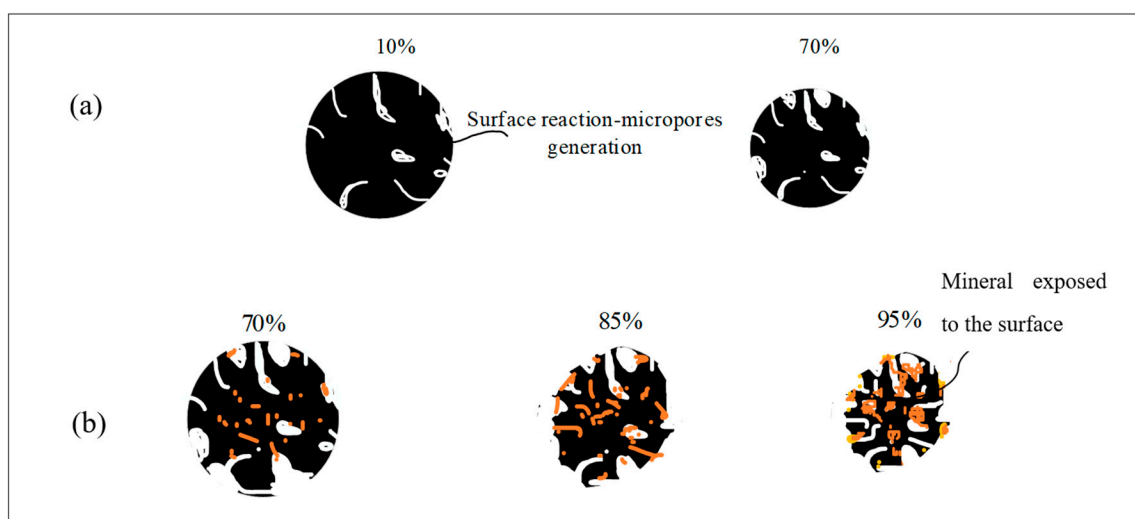 10%
70%
(a)
Surface reaction-micropores
generation
Mineral exposed
to the surface
70%
85%
95%
(b)